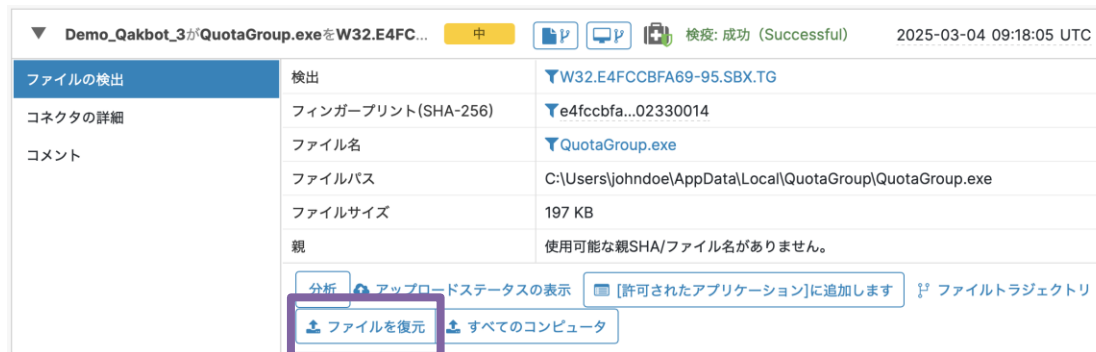 ▼ Demo_Qakbot_3がQuotaGroup.exeをW32.E4FC... 中 検疫: 成功（Successful） 2025-03-04 09:18:05 UTC
ファイルの検出
コネクタの詳細
コメント
検出 W32.E4FCCBFA69-95.SBX.TG
フィンガープリント(SHA-256) e4fccbfa...02330014
ファイル名 QuotaGroup.exe
ファイルパス C:\Users\johndoe\AppData\Local\QuotaGroup\QuotaGroup.exe
ファイルサイズ 197 KB
親 使用可能な親SHA/ファイル名がありません。
分析 アップロードステータスの表示 [許可されたアプリケーション]に追加します ファイルトラジェクトリ
ファイルを復元 すべてのコンピュータ